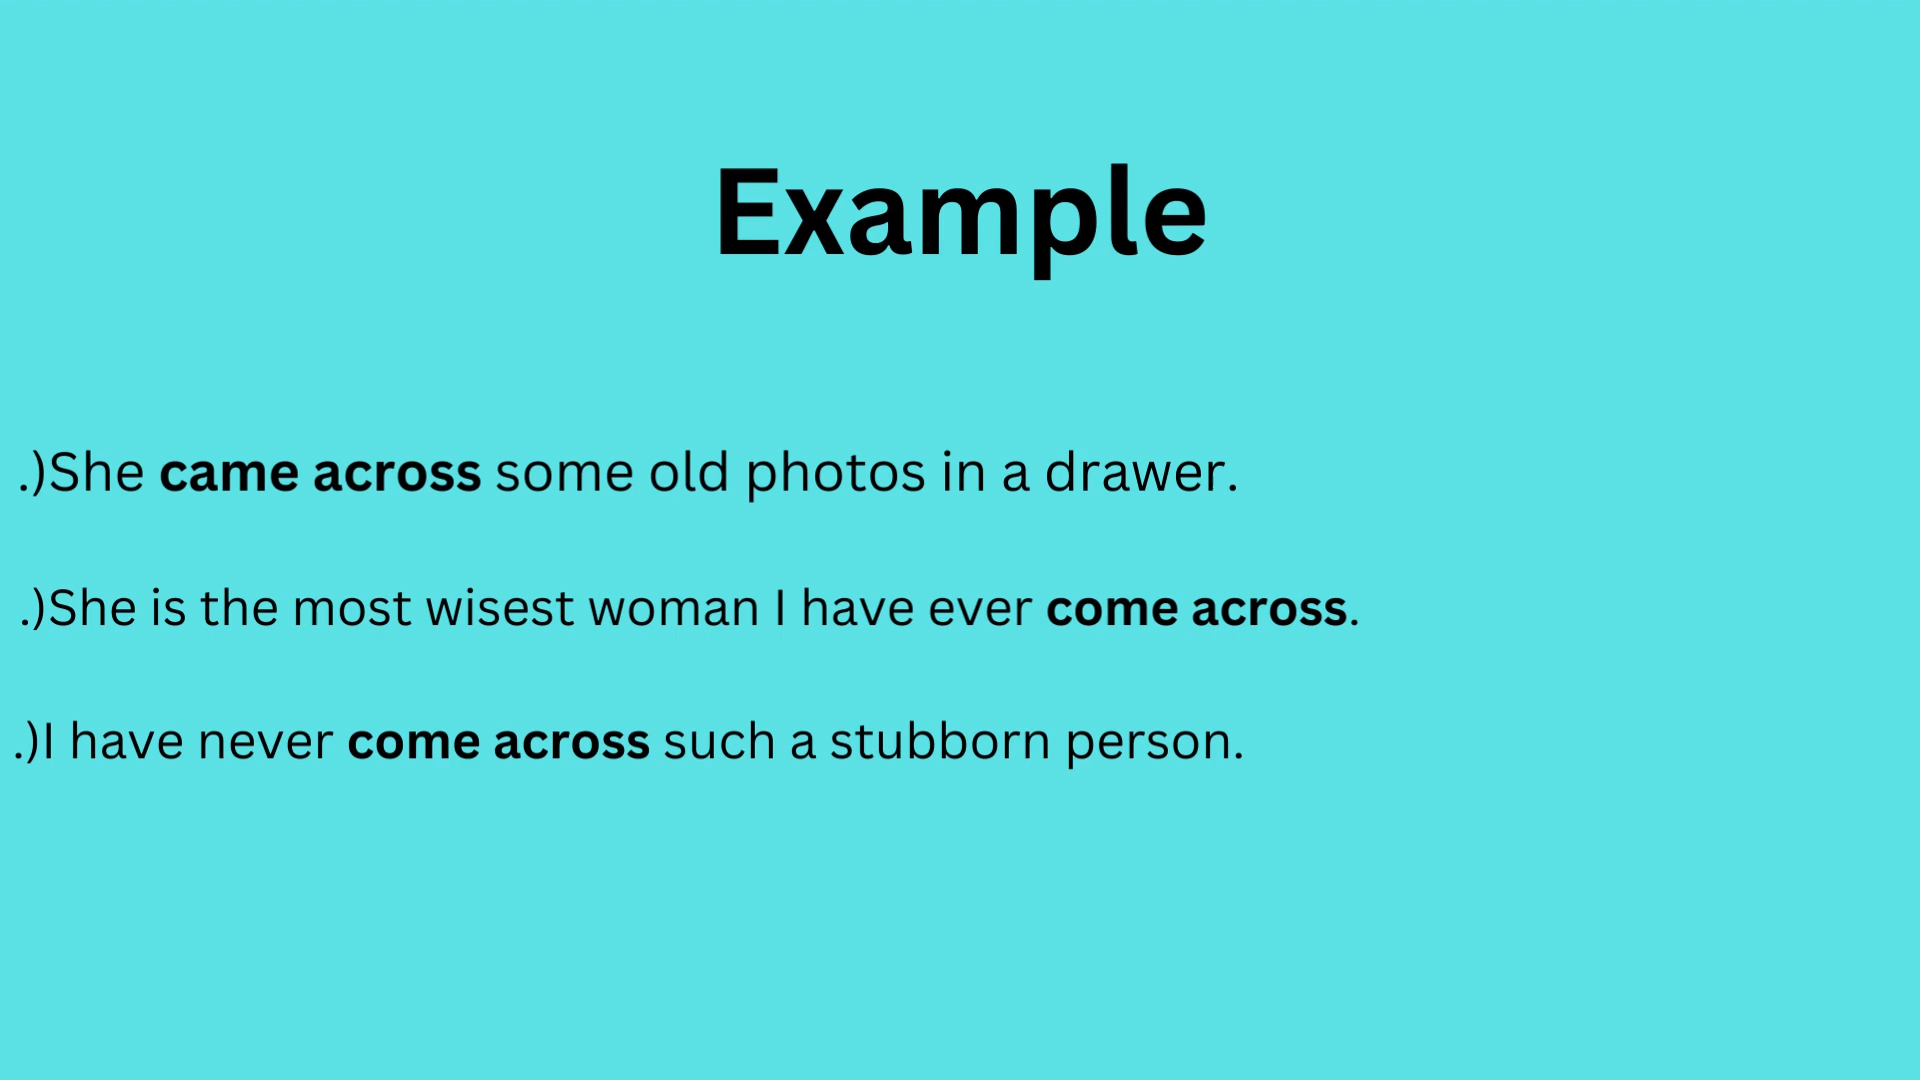 Example
.)She came across some old photos in a drawer.
.)She is the most wisest woman I have ever come across.
.)I have never come across such a stubborn person.